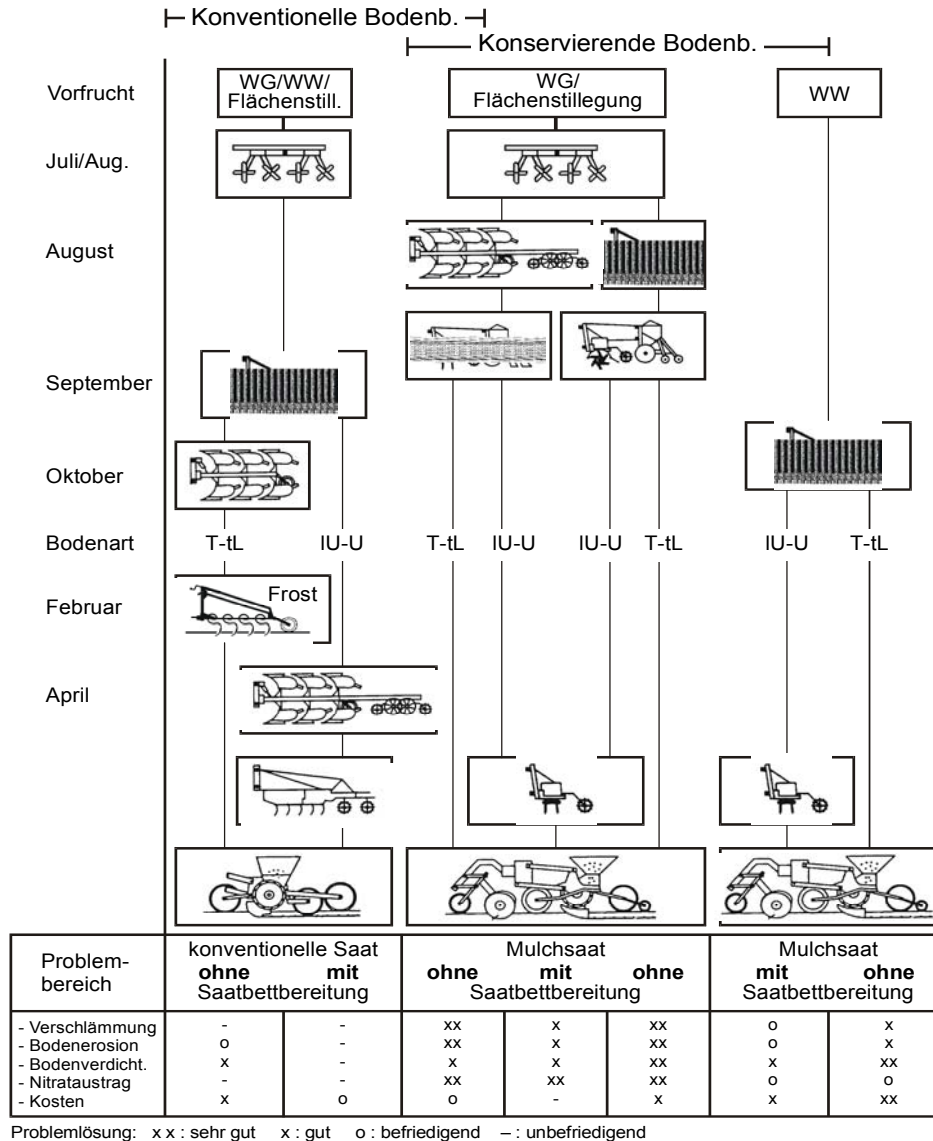 Konventionelle Bodenb.
Konservierende Bodenb.
Vorfrucht
WG/WW/
Flächenstill.
WG/
Flächenstillegung
WW
Juli/Aug.
August
September
Oktober
Bodenart T-tL lU-U T-tL lU-U lU-U T-tL lU-U T-tL
Februar
Frost
April
Problem-
bereich
konventionelle Saat
ohne mit
Saatbettbereitung
Mulchsaat
ohne mit ohne
Saatbettbereitung
Mulchsaat
mit ohne
Saatbettbereitung
- Verschlämmung - - xx x xx o x
- Bodenerosion o - xx x xx o x
- Bodenverdicht. x - x x xx x xx
- Nitrataustrag - - xx xx xx o o
- Kosten x o o - x x xx
Problemlösung: x x : sehr gut x : gut o : befriedigend – : unbefriedigend